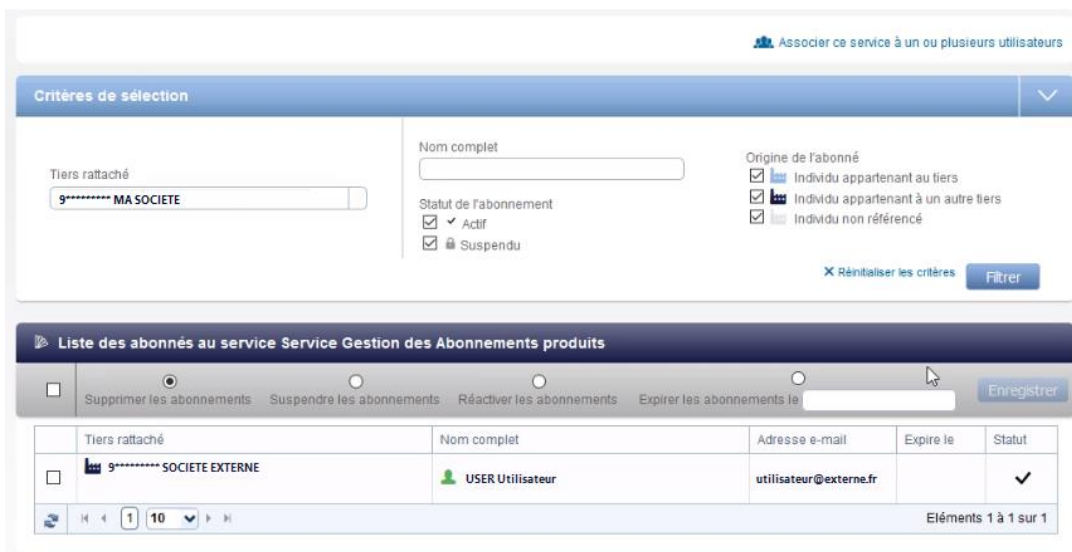 Associer ce service à un ou plusieurs utilisateurs
Critères de sélection
Tiers rattaché
9********* MA SOCIETE
Nom complet
Statut de l'abonnement
Actif
Suspendu
Origine de l'abonné
Individu appartenant au tiers
Individu appartenant à un autre tiers
Individu non référencé
Réinitialiser les critères
Filtrer
Liste des abonnés au service Service Gestion des Abonnements produits
Supprimer les abonnements Suspendre les abonnements Réactiver les abonnements Expirer les abonnements le Enregistrer
Tiers rattaché Nom complet Adresse e-mail Expire le Statut
9********* SOCIETE EXTERNE USER Utilisateur utilisateur@externe.fr
1 10 Eléments 1 à 1 sur 1